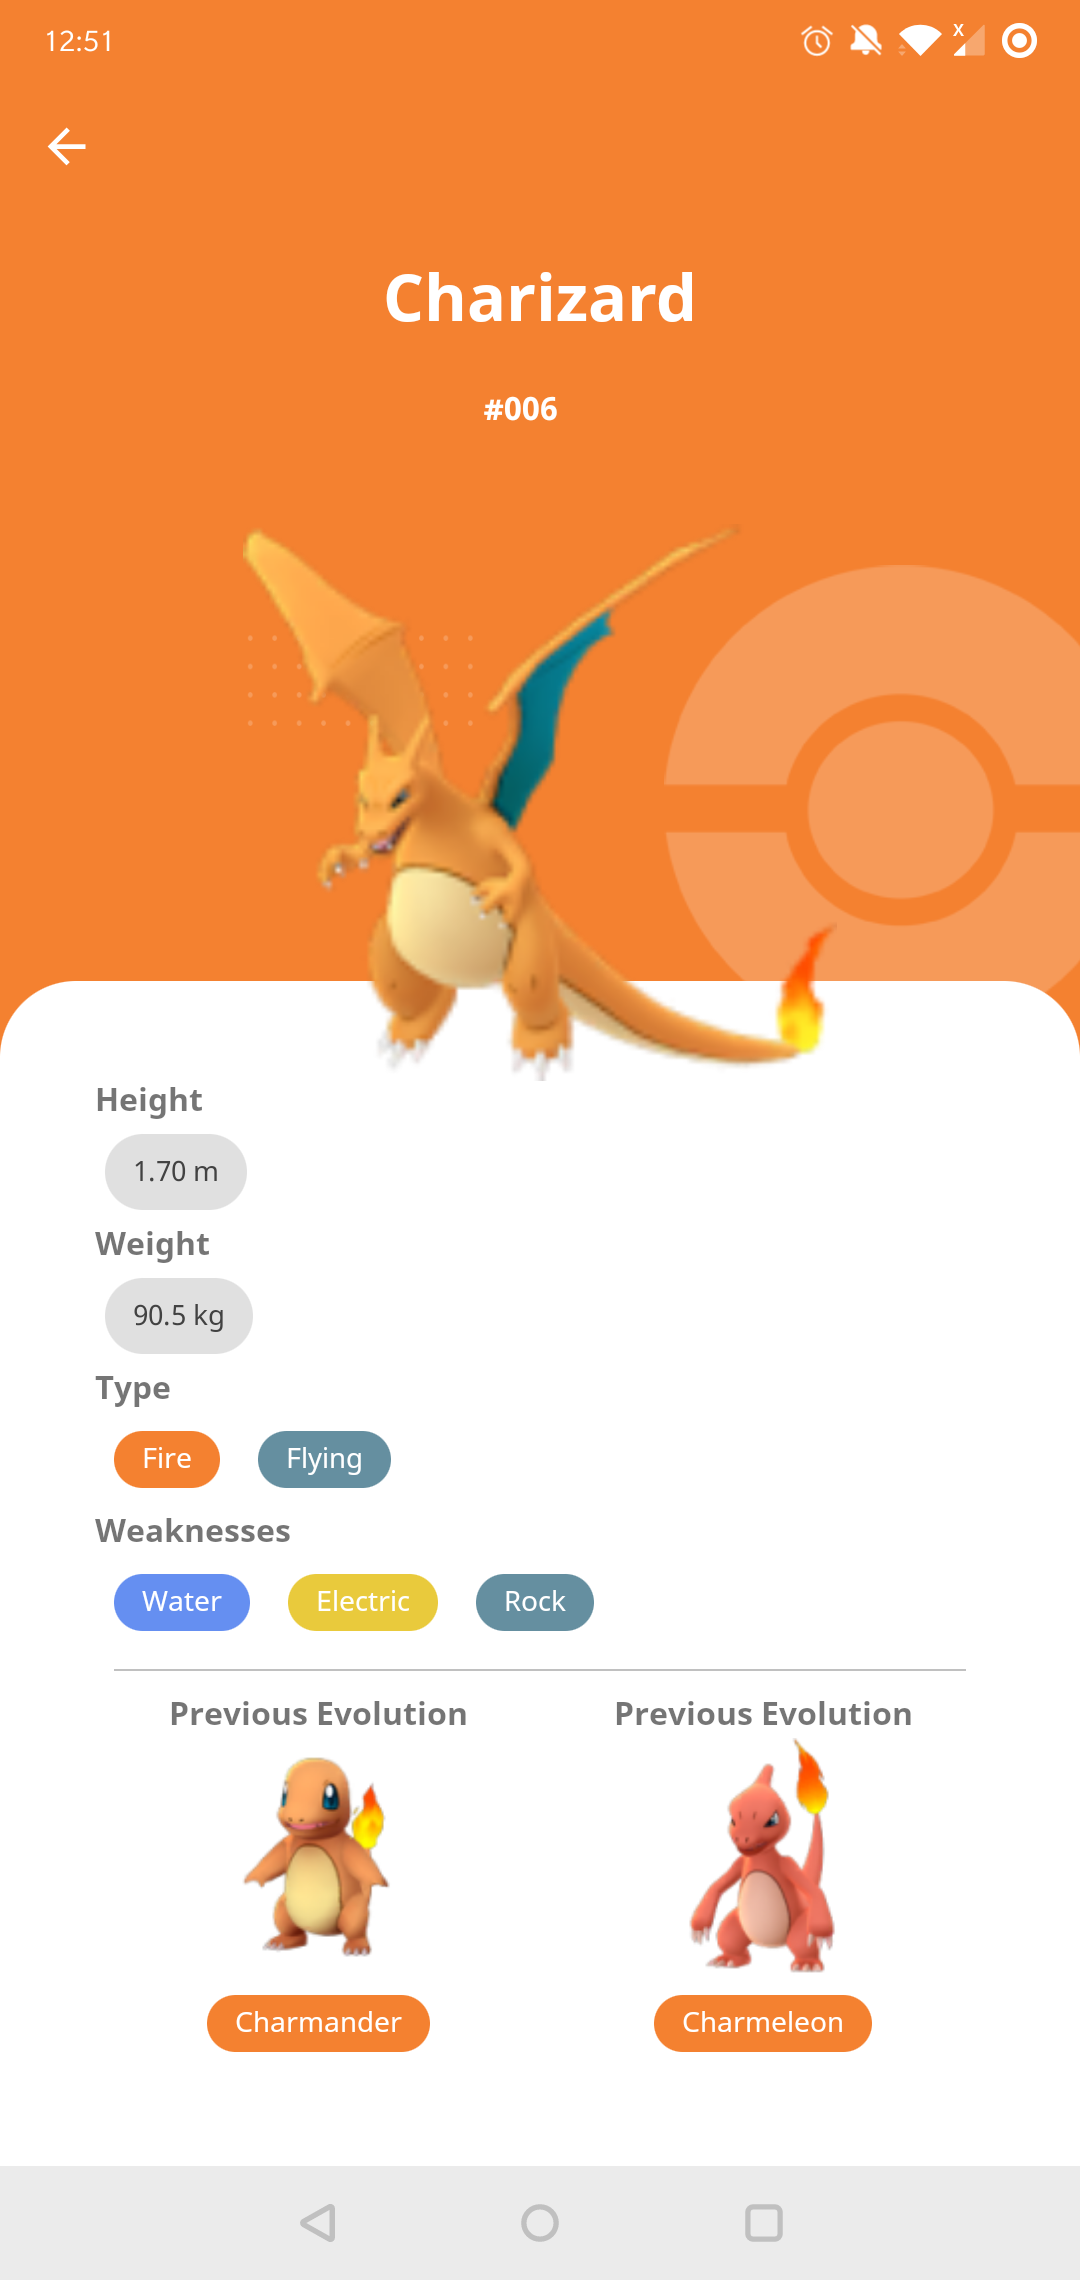 12:51
Charizard
#006
Height
1.70 m
Weight
90.5 kg
Type
Fire Flying
Weaknesses
Water Electric Rock
Previous Evolution Previous Evolution
Charmander Charmeleon